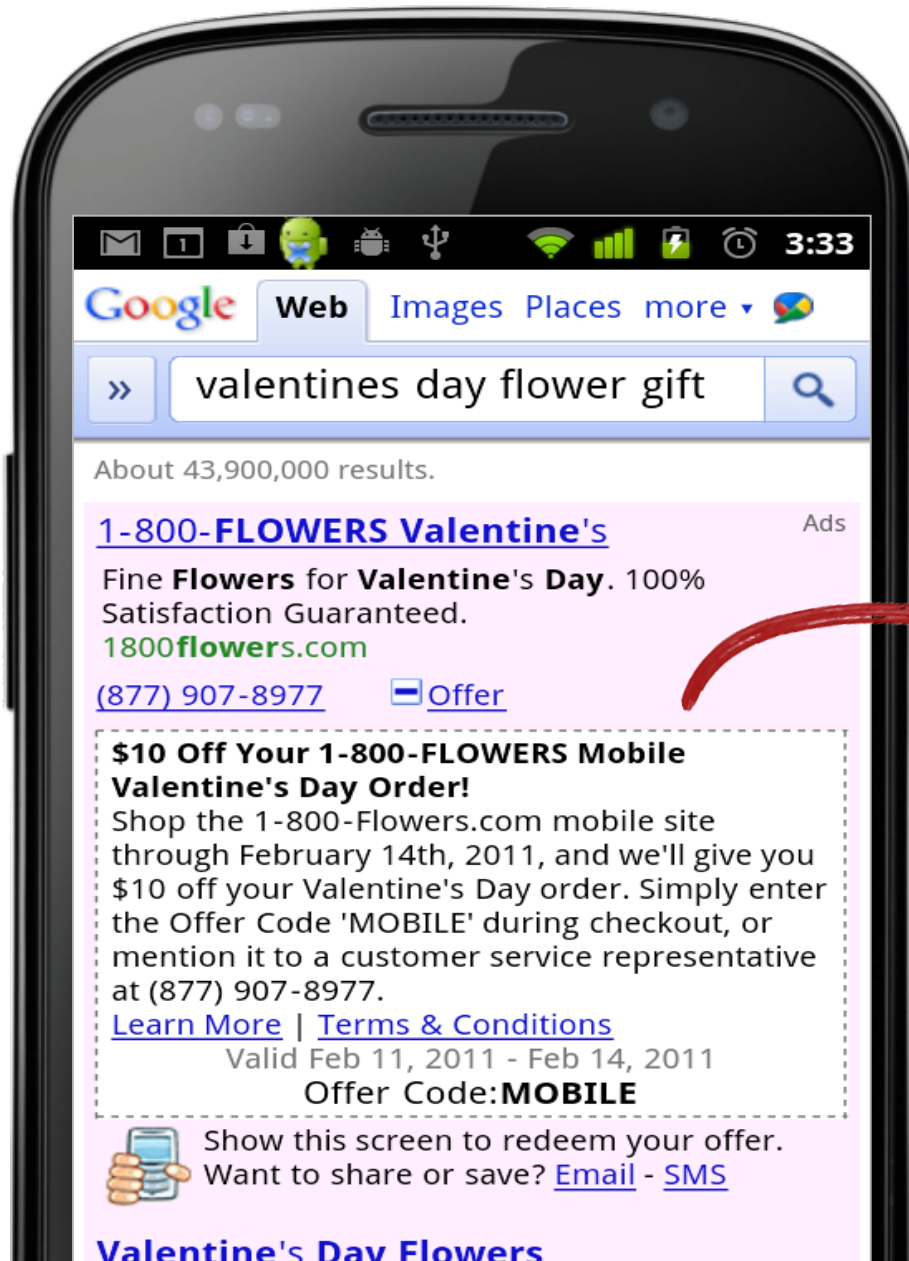 1
3:33
Google Web Images Places more
» valentines day flower gift
About 43,900,000 results.
1-800-FLOWERS Valentine's Ads
Fine Flowers for Valentine's Day. 100%
Satisfaction Guaranteed.
1800flowers.com
(877) 907-8977 Offer
$10 Off Your 1-800-FLOWERS Mobile
Valentine's Day Order!
Shop the 1-800-Flowers.com mobile site
through February 14th, 2011, and we'll give you
$10 off your Valentine's Day order. Simply enter
the Offer Code 'MOBILE' during checkout, or
mention it to a customer service representative
at (877) 907-8977.
Learn More | Terms & Conditions
Valid Feb 11, 2011 - Feb 14, 2011
Offer Code:MOBILE
Show this screen to redeem your offer.
Want to share or save? Email - SMS
Valentine's Day Flowers